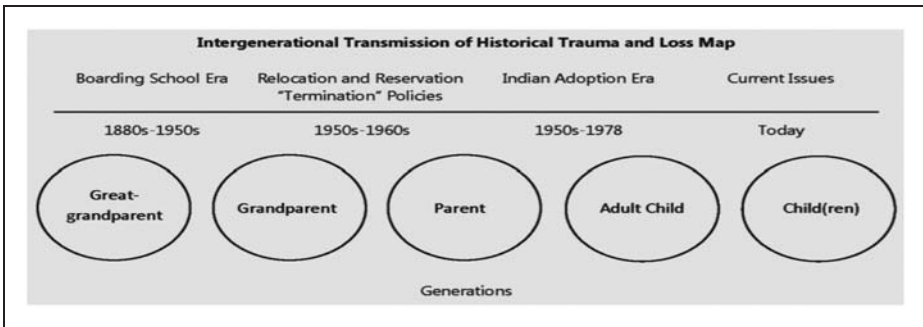 Intergenerational Transmission of Historical Trauma and Loss Map
Boarding School Era Relocation and Reservation Indian Adoption Era Current Issues
"Termination" Policies
1880s-1950s 1950s-1960s 1950s-1978 Today
Great-
grandparent Grandparent Parent Adult Child Child(ren)
Generations